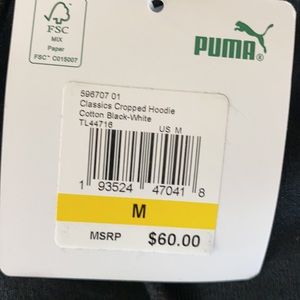 FSC
MIX
Paper
FSC™ C015007
PUMA®
596707 01
Classics Cropped Hoodie
Cotton Black-White
TL44716 US M
1 93524 47041 8
M
MSRP $60.00